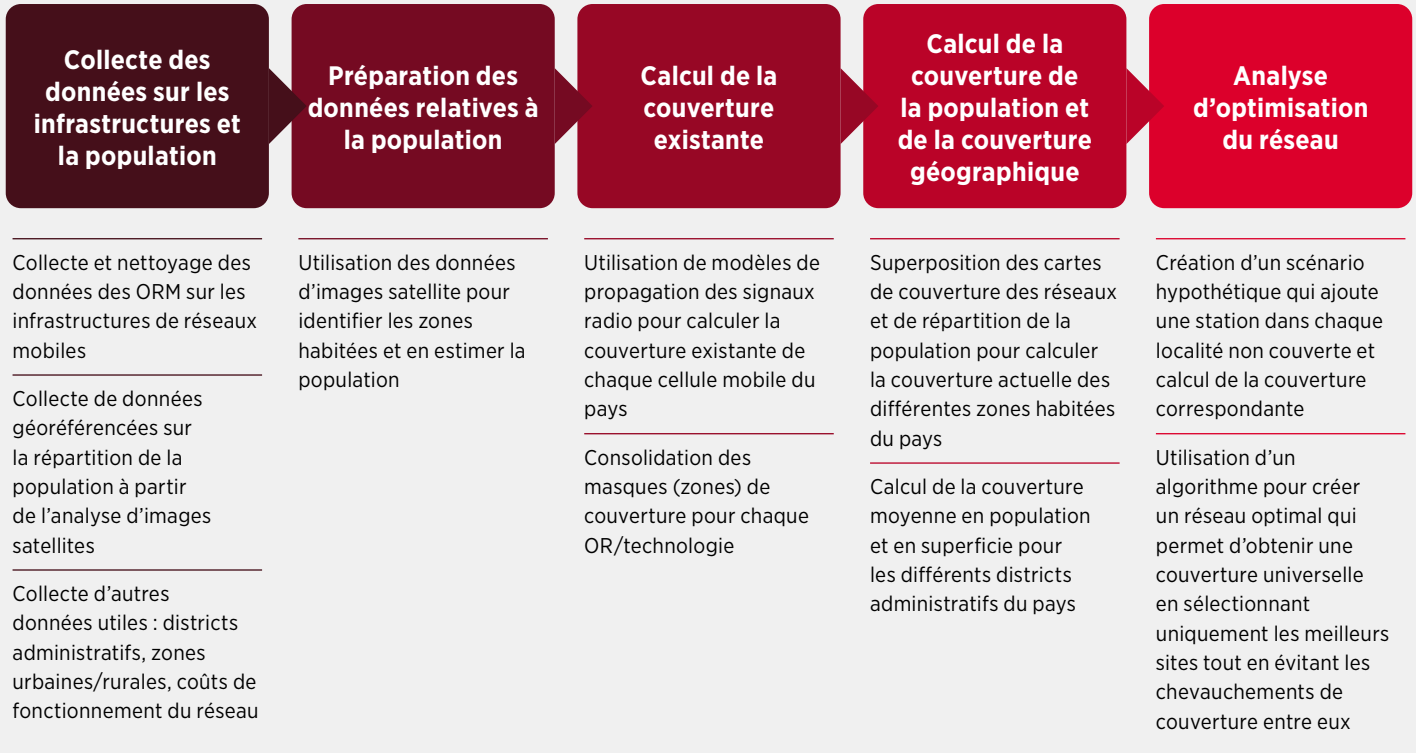 Collecte des
données sur les
infrastructures et
la population
Préparation des
données relatives à
la population
Calcul de la
couverture
existante
Calcul de la
couverture de
la population et
de la couverture
géographique
Analyse
d’optimisation
du réseau
Collecte et nettoyage des
données des ORM sur les
infrastructures de réseaux
mobiles
Collecte de données
géoréférencées sur
la répartition de la
population à partir
de l’analyse d’images
satellites
Collecte d’autres
données utiles : districts
administratifs, zones
urbaines/rurales, coûts de
fonctionnement du réseau
Utilisation des données
d’images satellite pour
identifier les zones
habitées et en estimer la
population
Utilisation de modèles de
propagation des signaux
radio pour calculer la
couverture existante de
chaque cellule mobile du
pays
Consolidation des
masques (zones) de
couverture pour chaque
OR/technologie
Superposition des cartes
de couverture des réseaux
et de répartition de la
population pour calculer
la couverture actuelle des
différentes zones habitées
du pays
Calcul de la couverture
moyenne en population
et en superficie pour
les différents districts
administratifs du pays
Création d’un scénario
hypothétique qui ajoute
une station dans chaque
localité non couverte et
calcul de la couverture
correspondante
Utilisation d’un
algorithme pour créer
un réseau optimal qui
permet d’obtenir une
couverture universelle
en sélectionnant
uniquement les meilleurs
sites tout en évitant les
chevauchements de
couverture entre eux